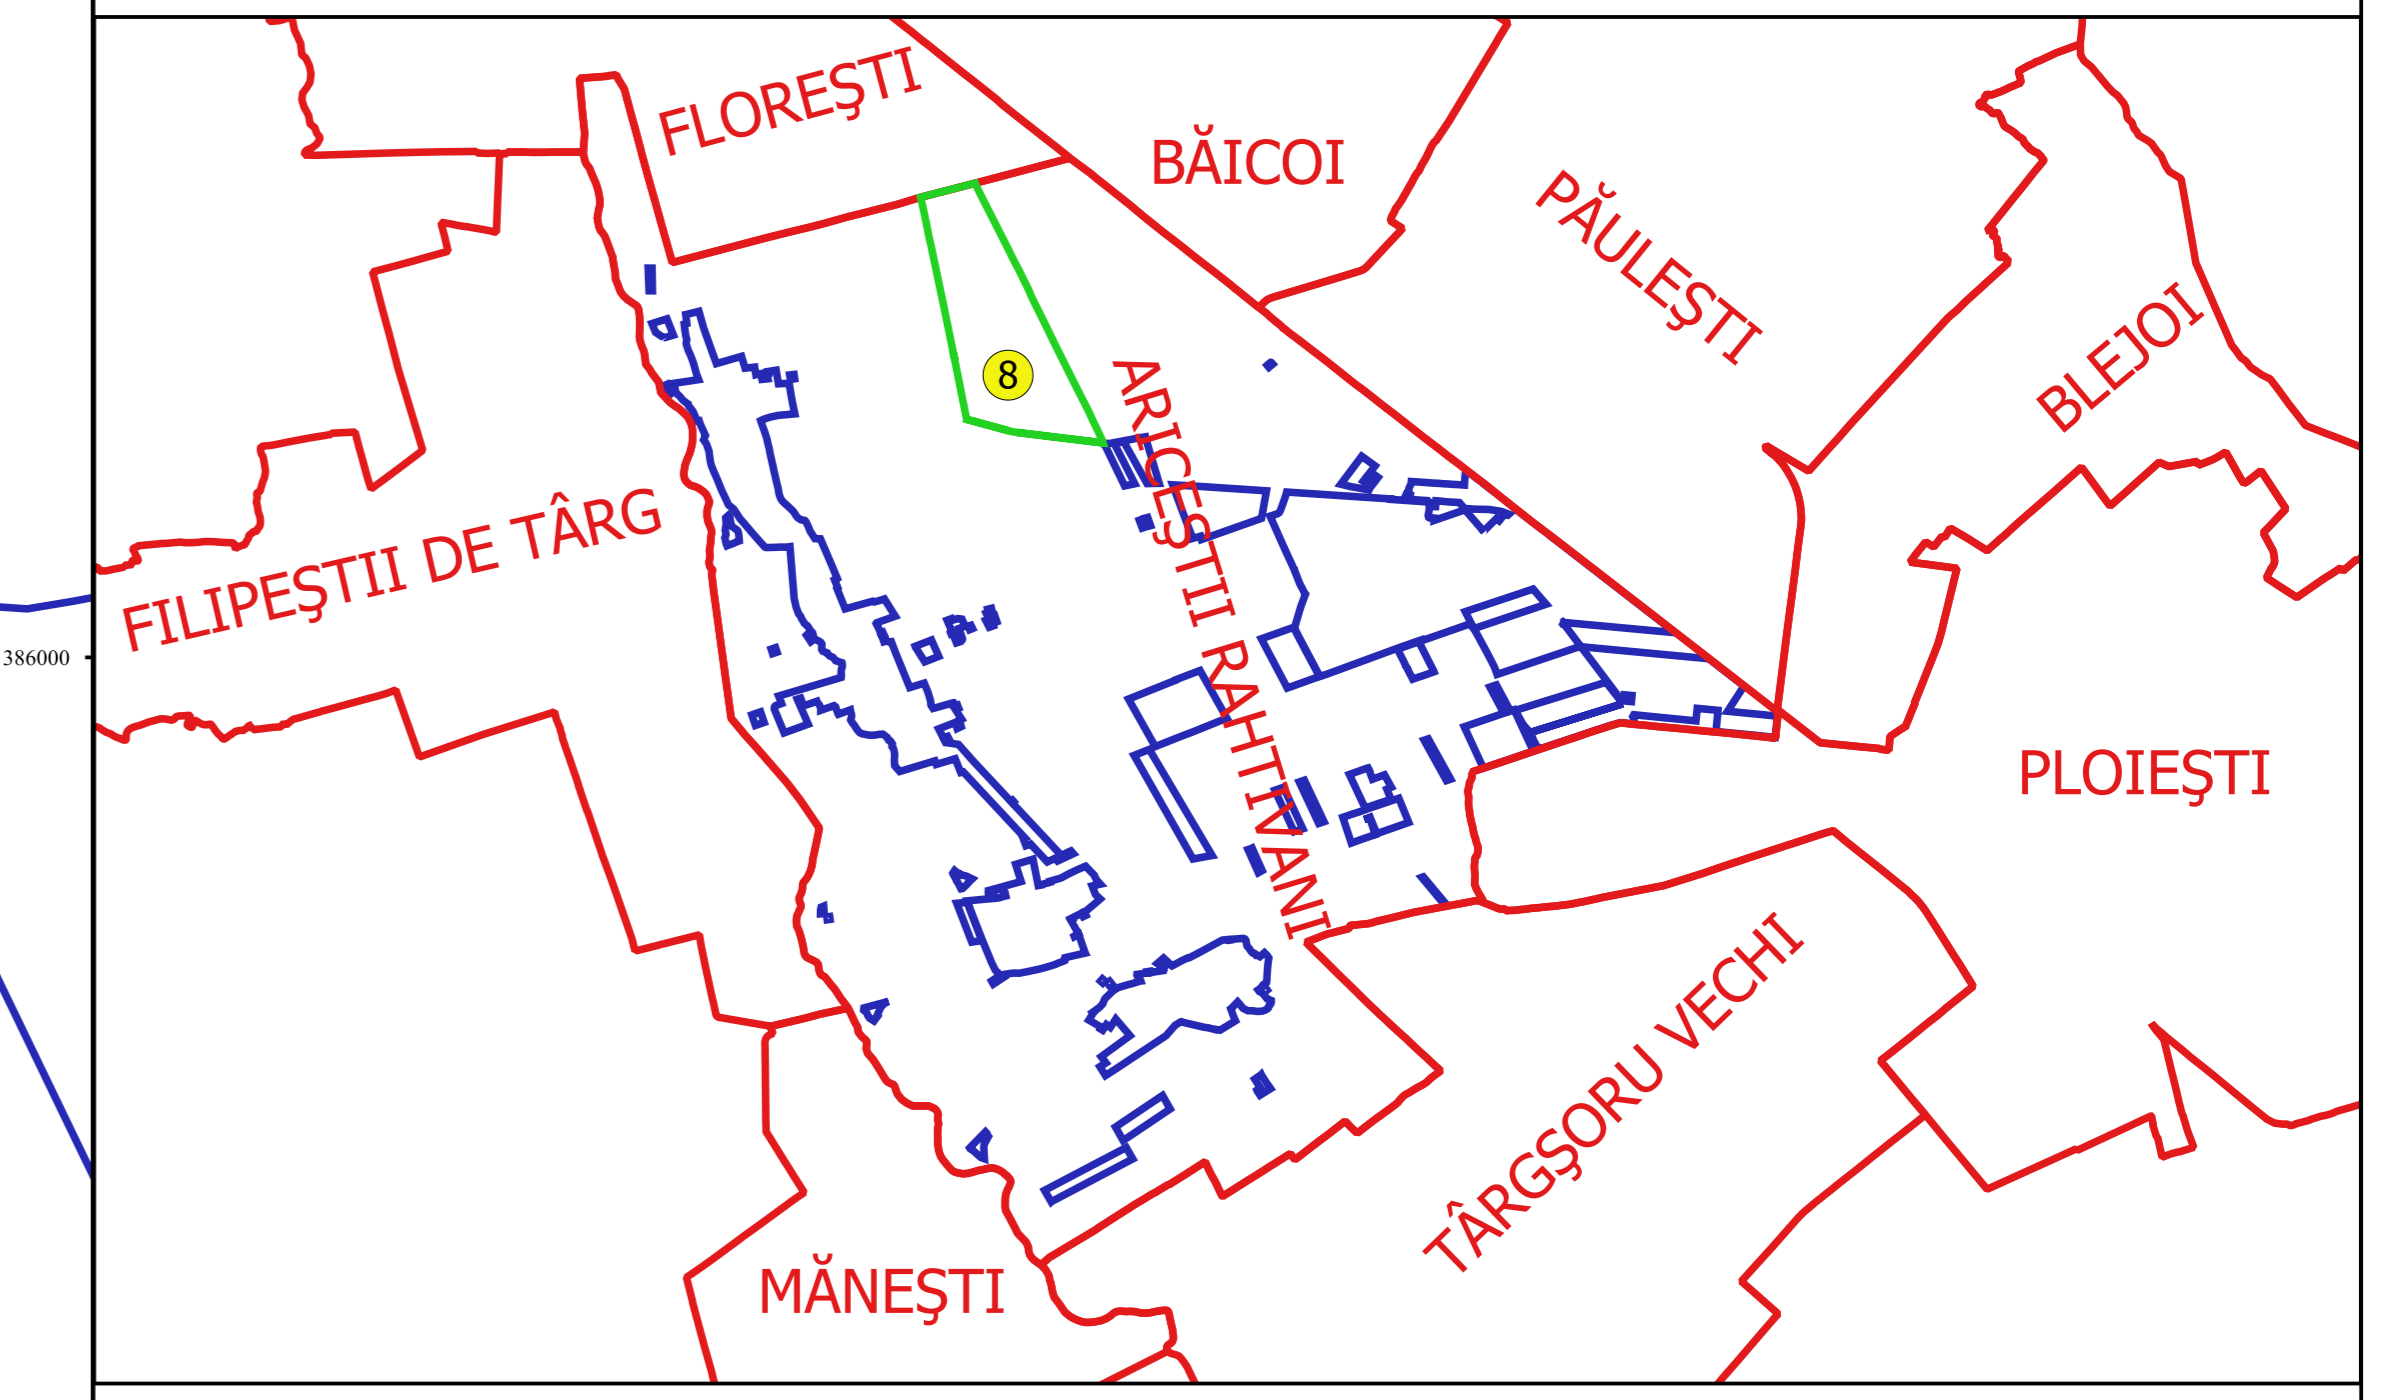 FLOREŞTI
BĂICOI
PĂULEŞTI
BLEJOI
8
ARICEŞTII RAHTIVANI
FILIPEŞTII DE TÂRG
386000
PLOIEŞTI
TÂRGŞORU VECHI
MĂNEŞTI